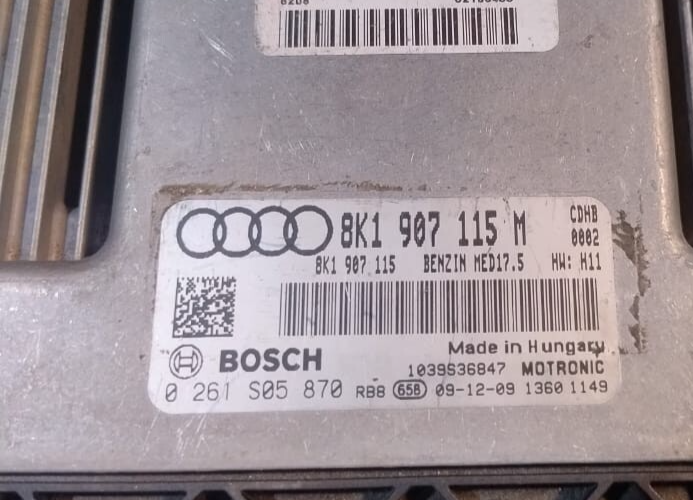 8K1 907 115 M
CDHB
0002
8K1 907 115 BENZIN MED17.5 HW: H11
Made in Hungary
BOSCH
1039S36847 MOTRONIC
0 261 S05 870 RBB 658 09-12-09 1360 1149